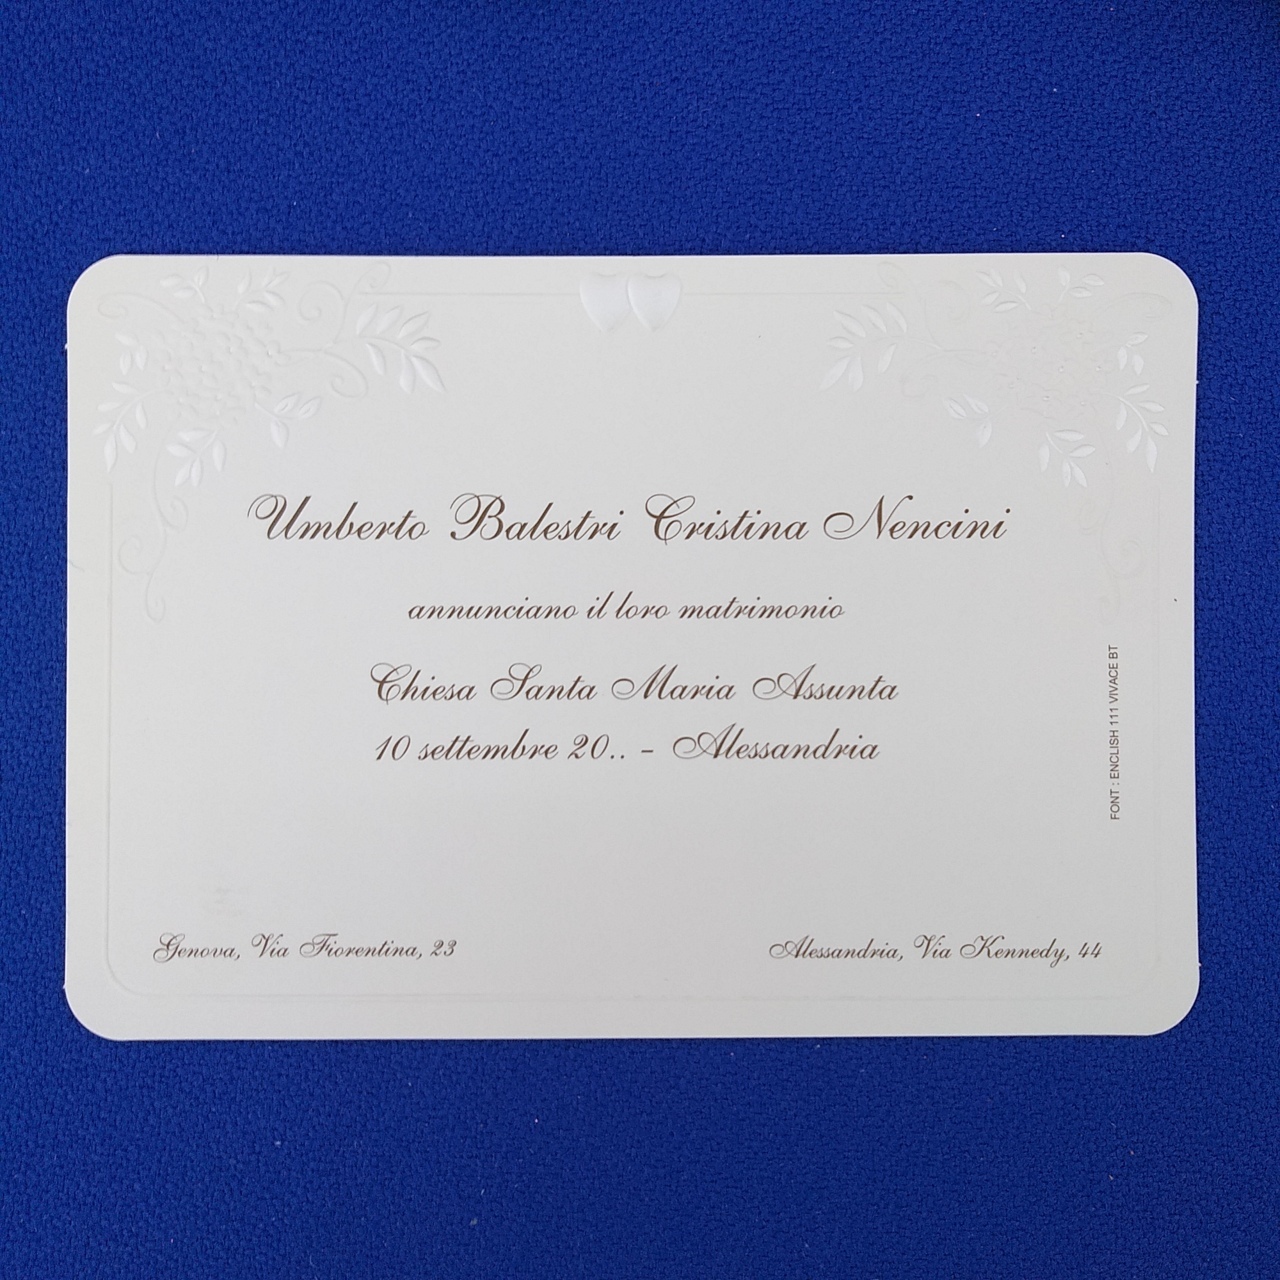 Umberto Balestri Cristina Nencini
annunciano il loro matrimonio
Chiesa Santa Maria Assunta
10 settembre 20.. - Alessandria
Genova, Via Fiorentina, 23
Alessandria, Via Kennedy, 44
FONT : ENCLISH 111 VIVACE BT